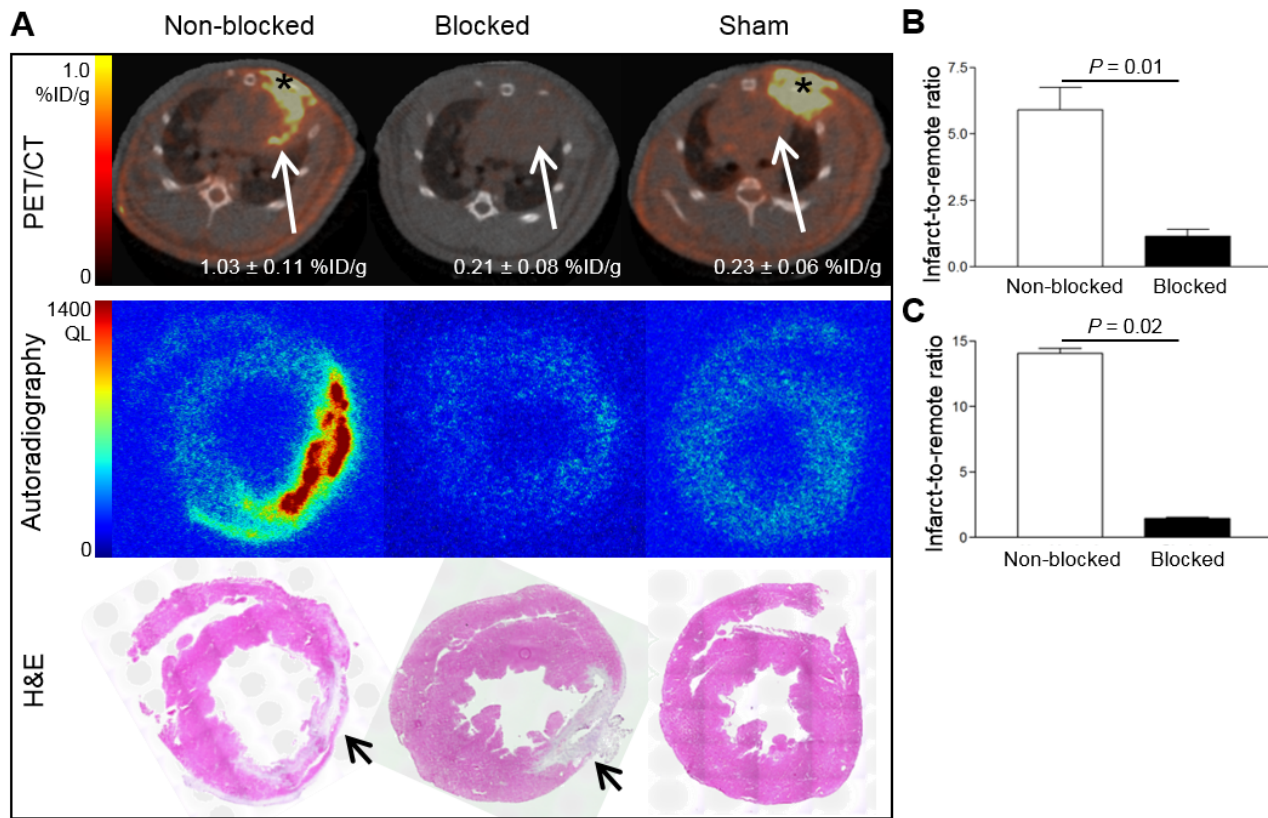 A
Non-blocked
Blocked
Sham
PET/CT
1.0
%ID/g
0
*
*
1.03 ± 0.11 %ID/g
0.21 ± 0.08 %ID/g
0.23 ± 0.06 %ID/g
Autoradiography
1400
QL
0
H&E
B
Infarct-to-remote ratio
7.5
5.0
2.5
0.0
P = 0.01
Non-blocked
Blocked
C
Infarct-to-remote ratio
15
10
5
0
P = 0.02
Non-blocked
Blocked